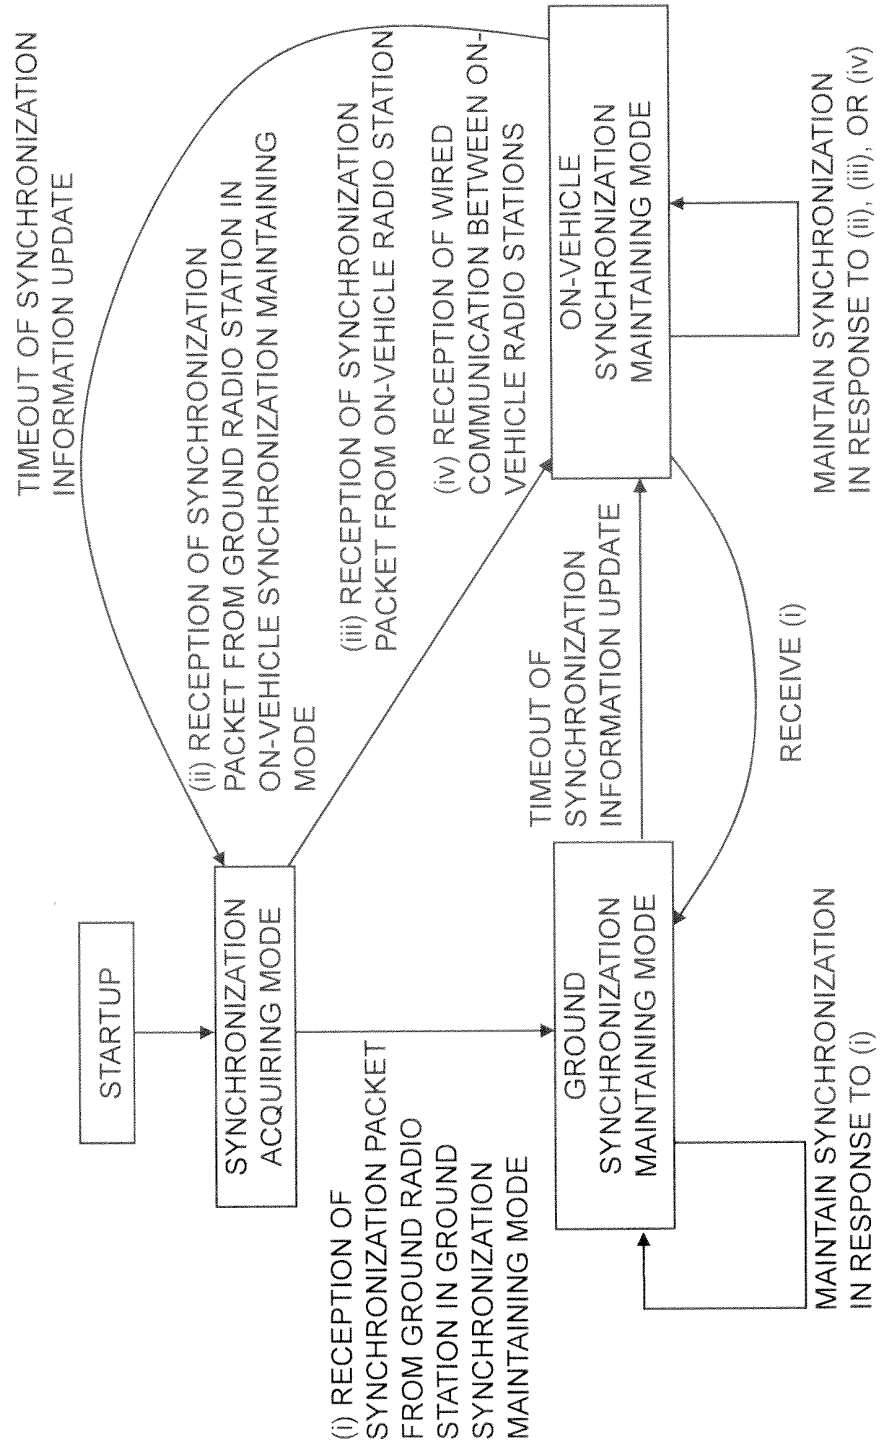 STARTUP
SYNCHRONIZATION
ACQUIRING MODE
TIMEOUT OF SYNCHRONIZATION
INFORMATION UPDATE
(i) RECEPTION OF
SYNCHRONIZATION PACKET
FROM GROUND RADIO
STATION IN GROUND
SYNCHRONIZATION
MAINTAINING MODE
(ii) RECEPTION OF SYNCHRONIZATION
PACKET FROM GROUND RADIO STATION IN
ON-VEHICLE SYNCHRONIZATION MAINTAINING
MODE
(iii) RECEPTION OF SYNCHRONIZATION
PACKET FROM ON-VEHICLE RADIO STATION
(iv) RECEPTION OF WIRED
COMMUNICATION BETWEEN ON-
VEHICLE RADIO STATIONS
GROUND
SYNCHRONIZATION
MAINTAINING MODE
TIMEOUT OF
SYNCHRONIZATION
INFORMATION UPDATE
ON-VEHICLE
SYNCHRONIZATION
MAINTAINING MODE
RECEIVE (i)
MAINTAIN SYNCHRONIZATION
IN RESPONSE TO (i)
MAINTAIN SYNCHRONIZATION
IN RESPONSE TO (ii), (iii), OR (iv)